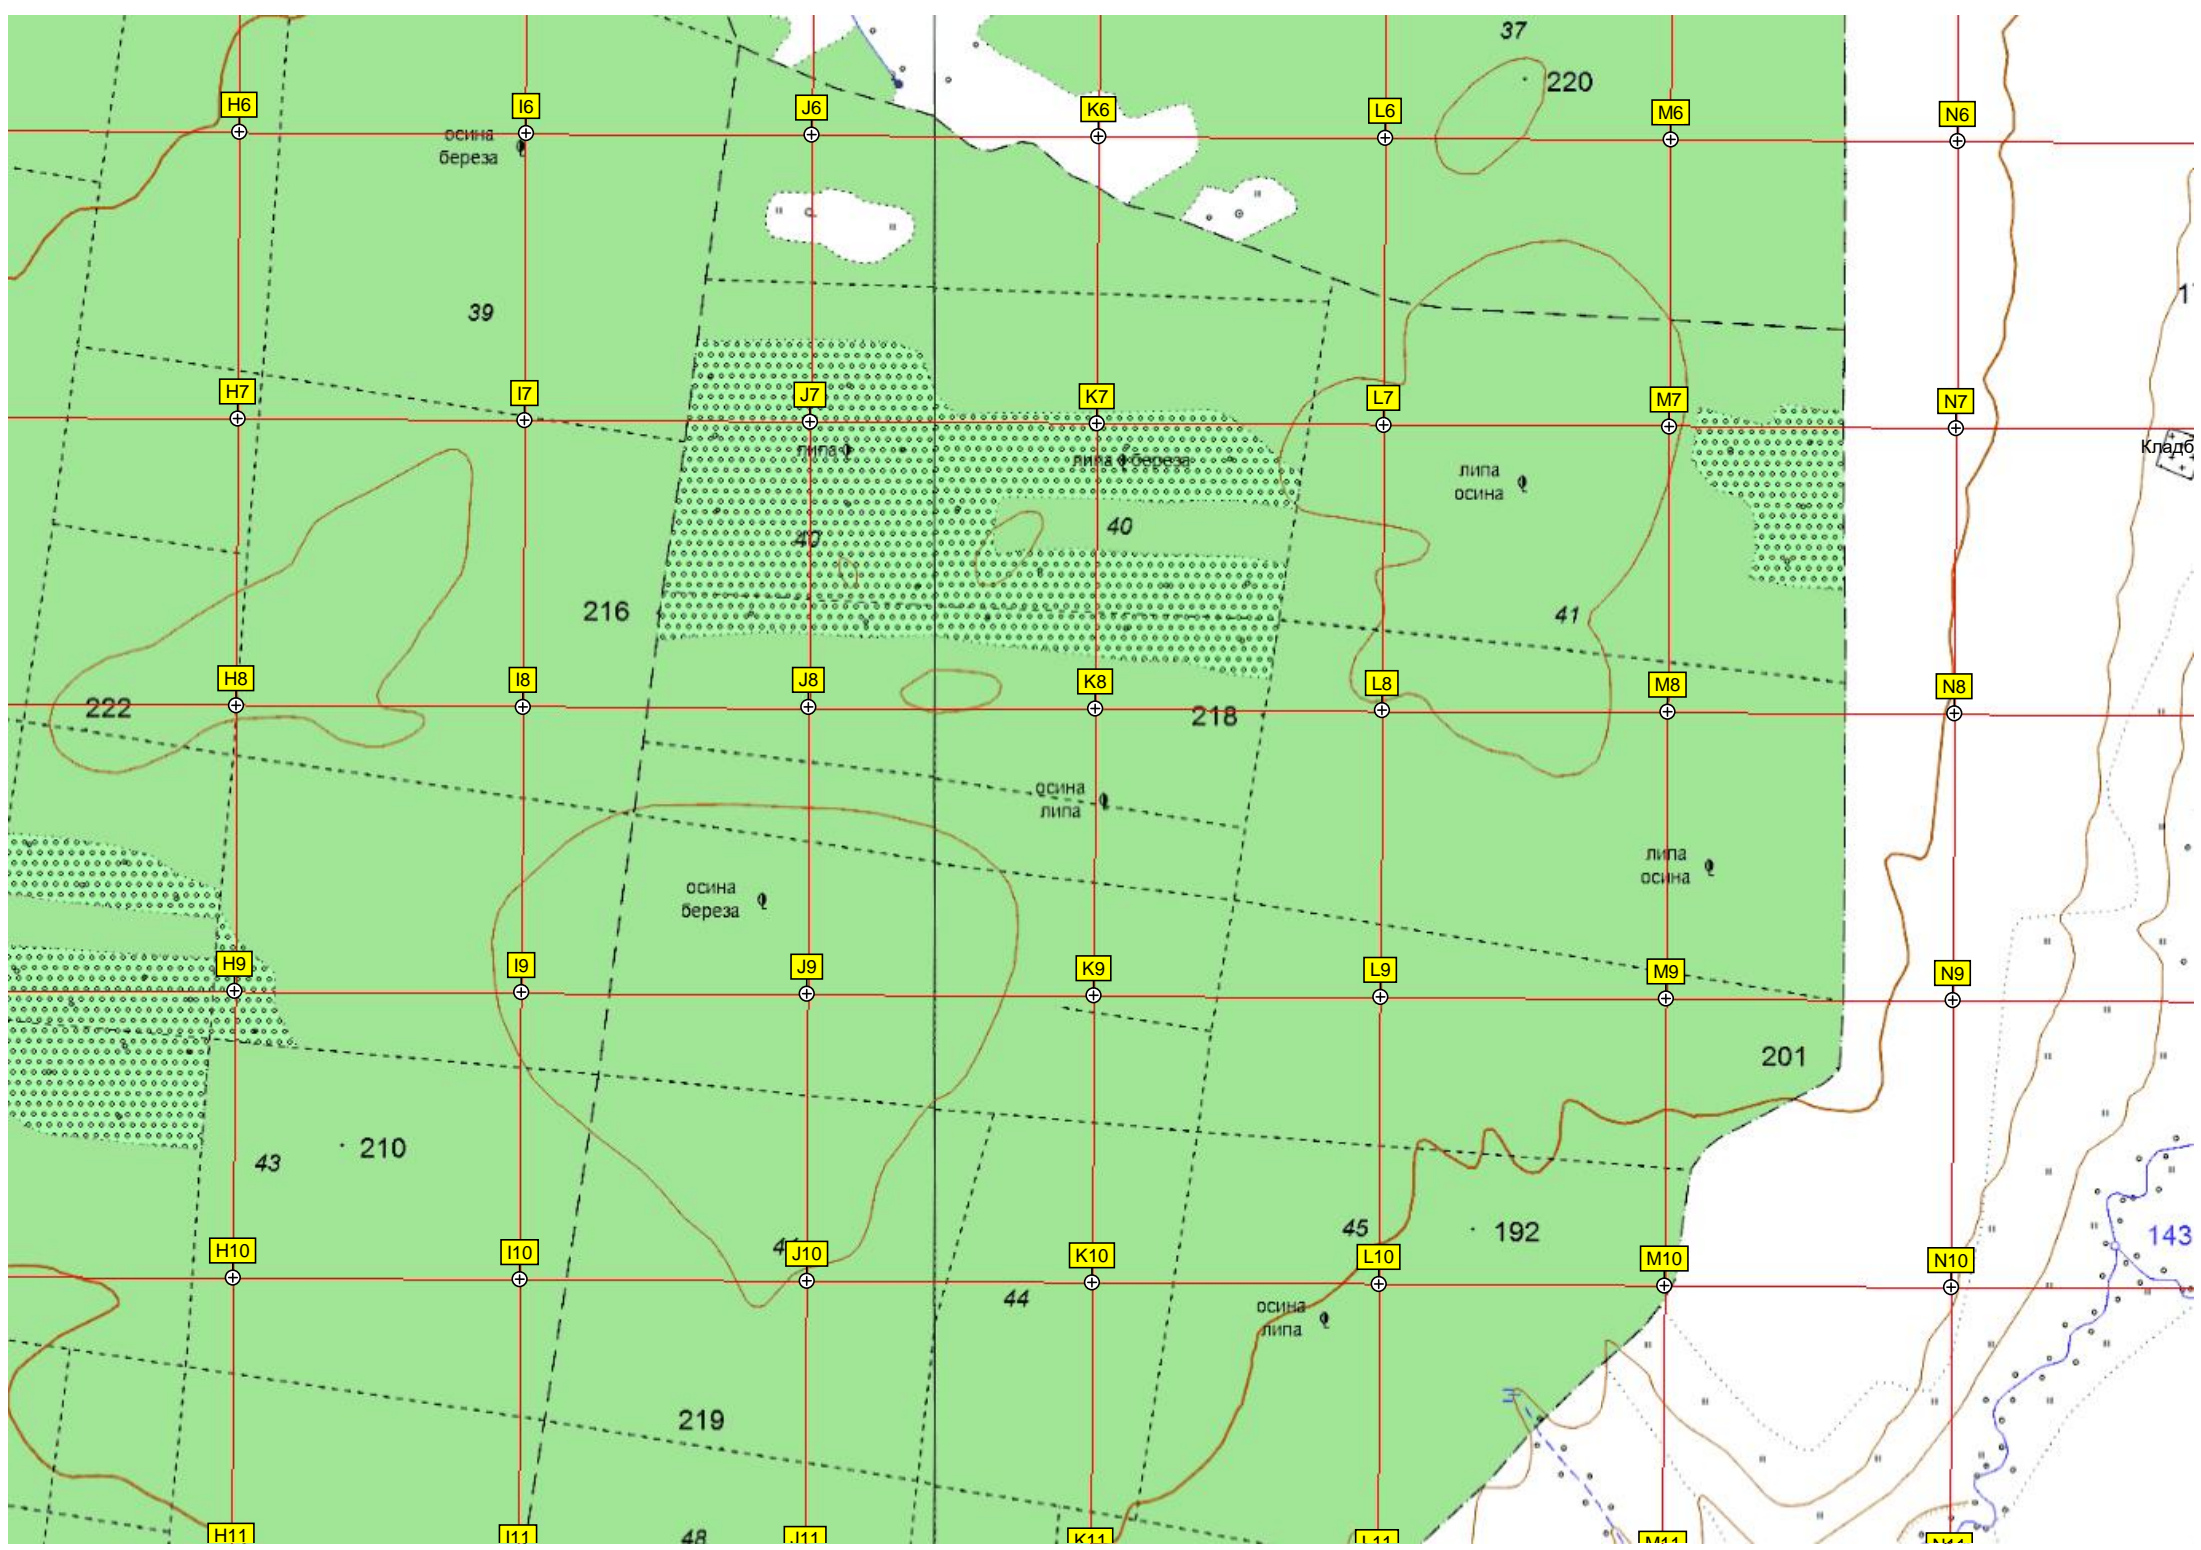 37
220
H6
I6
J6
K6
L6
M6
N6
осина
береза
39
H7
I7
J7
K7
L7
M7
N7
липа
липа береза
липа
осина
Кладб
40
40
216
41
H8
I8
J8
K8
L8
M8
N8
222
218
осина
липа
липа
осина
осина
береза
H9
I9
J9
K9
L9
M9
N9
201
43
210
45
192
143
H10
I10
J10
K10
L10
M10
N10
44
осина
липа
219
48
H11
I11
J11
K11
L11
M11
N11